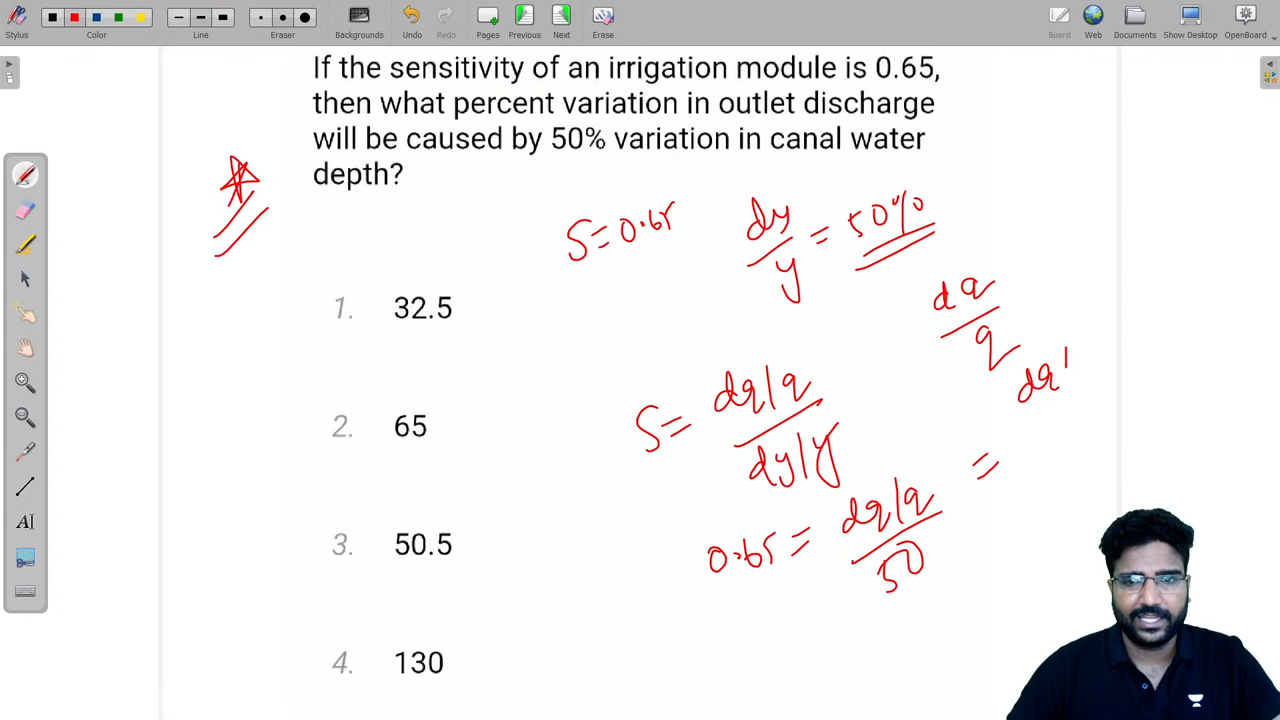 Stylus
Color
Line
Eraser
Backgrounds
Undo
Redo
Pages
Previous
Next
Erase
Board
Web
Documents
Show Desktop
OpenBoard
If the sensitivity of an irrigation module is 0.65,
then what percent variation in outlet discharge
will be caused by 50% variation in canal water
depth?
S=0.65
dy/y = 50%
dq/q
dq'
1. 32.5
S= dq/q / dy/y
2. 65
=
0.65 = dq/q / 50
3. 50.5
4. 130
AI